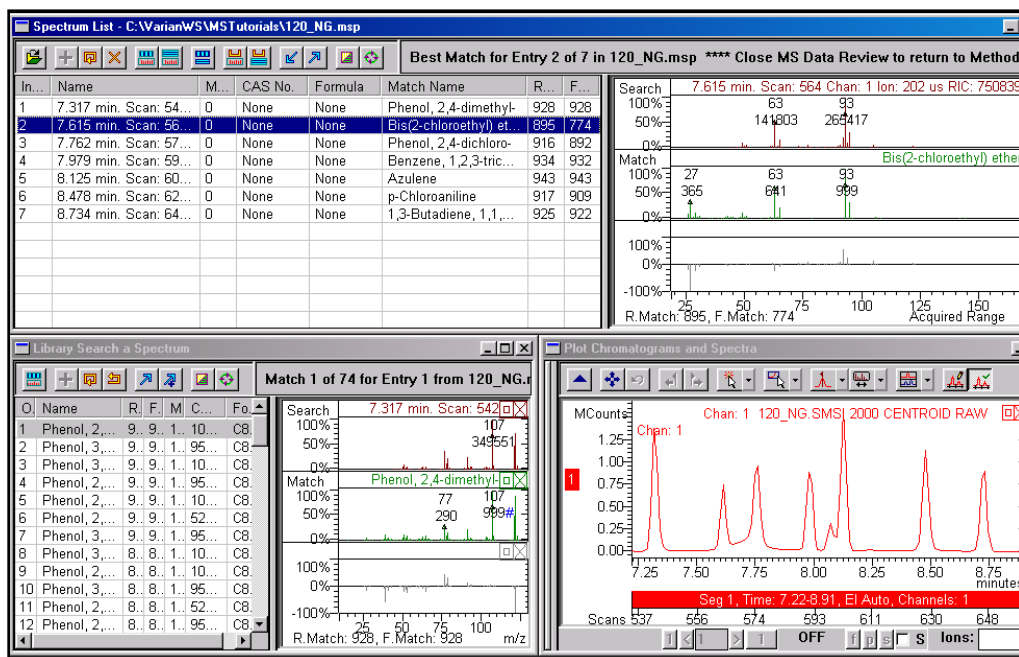 Spectrum List - C:\VarianWS\MSTutorials\120_NG.msp
Best Match for Entry 2 of 7 in 120_NG.msp **** Close MS Data Review to return to Method
In... Name M... CAS No. Formula Match Name R... F...
1 7.317 min. Scan: 54... 0 None None Phenol, 2,4-dimethyl- 928 928
2 7.615 min. Scan: 56... 0 None None Bis(2-chloroethyl) et... 895 774
3 7.762 min. Scan: 57... 0 None None Phenol, 2,4-dichloro- 916 892
4 7.979 min. Scan: 59... 0 None None Benzene, 1,2,3-tric... 934 932
5 8.125 min. Scan: 60... 0 None None Azulene 943 943
6 8.478 min. Scan: 62... 0 None None p-Chloroaniline 917 909
7 8.734 min. Scan: 64... 0 None None 1,3-Butadiene, 1,1,... 925 922
Search 7.615 min. Scan: 564 Chan: 1 Ion: 202 us RIC: 750839
100% 63 93
50% 141803 265417
0%
Match Bis(2-chloroethyl) ethe
100% 27 63 93
50% 365 641 999
0%
100%
0%
-100%
25 50 75 100 125 150
R.Match: 895, F.Match: 774 Acquired Range
Library Search a Spectrum
Match 1 of 74 for Entry 1 from 120_NG.
O. Name R. F. M C... Fo.
1 Phenol, 2,... 9.. 9.. 1.. 10... C8.
2 Phenol, 3,... 9.. 9.. 1.. 95... C8.
3 Phenol, 3,... 9.. 9.. 1.. 10... C8.
4 Phenol, 2,... 9.. 9.. 1.. 95... C8.
5 Phenol, 2,... 9.. 9.. 1.. 10... C8.
6 Phenol, 2,... 9.. 9.. 1.. 52... C8.
7 Phenol, 2,... 9.. 9.. 1.. 95... C8.
8 Phenol, 3,... 8.. 8.. 1.. 10... C8.
9 Phenol, 2,... 8.. 8.. 1.. 10... C8.
10 Phenol, 3,... 8.. 8.. 1.. 95... C8.
11 Phenol, 2,... 8.. 8.. 1.. 52... C8.
12 Phenol, 2,... 8.. 8.. 1.. 95... C8.
Search 7.317 min. Scan: 542
100% 107
50% 349551
0%
Match Phenol, 2,4-dimethyl-
100% 77 107
50% 290 999#
0%
100%
0%
-100%
25 50 75 100
R.Match: 928, F.Match: 928 m/z
Plot Chromatograms and Spectra
MCounts Chan: 1 120_NG.SMS 2000 CENTROID RAW
Chan: 1
1.25
1.00
1
0.75
0.50
0.25
0.00
7.25 7.50 7.75 8.00 8.25 8.50 8.75
minutes
Seg 1, Time: 7.22-8.91, EI Auto, Channels: 1
Scans 537 556 574 593 611 630 648
1 < 1 > 1 OFF f p s S Ions: